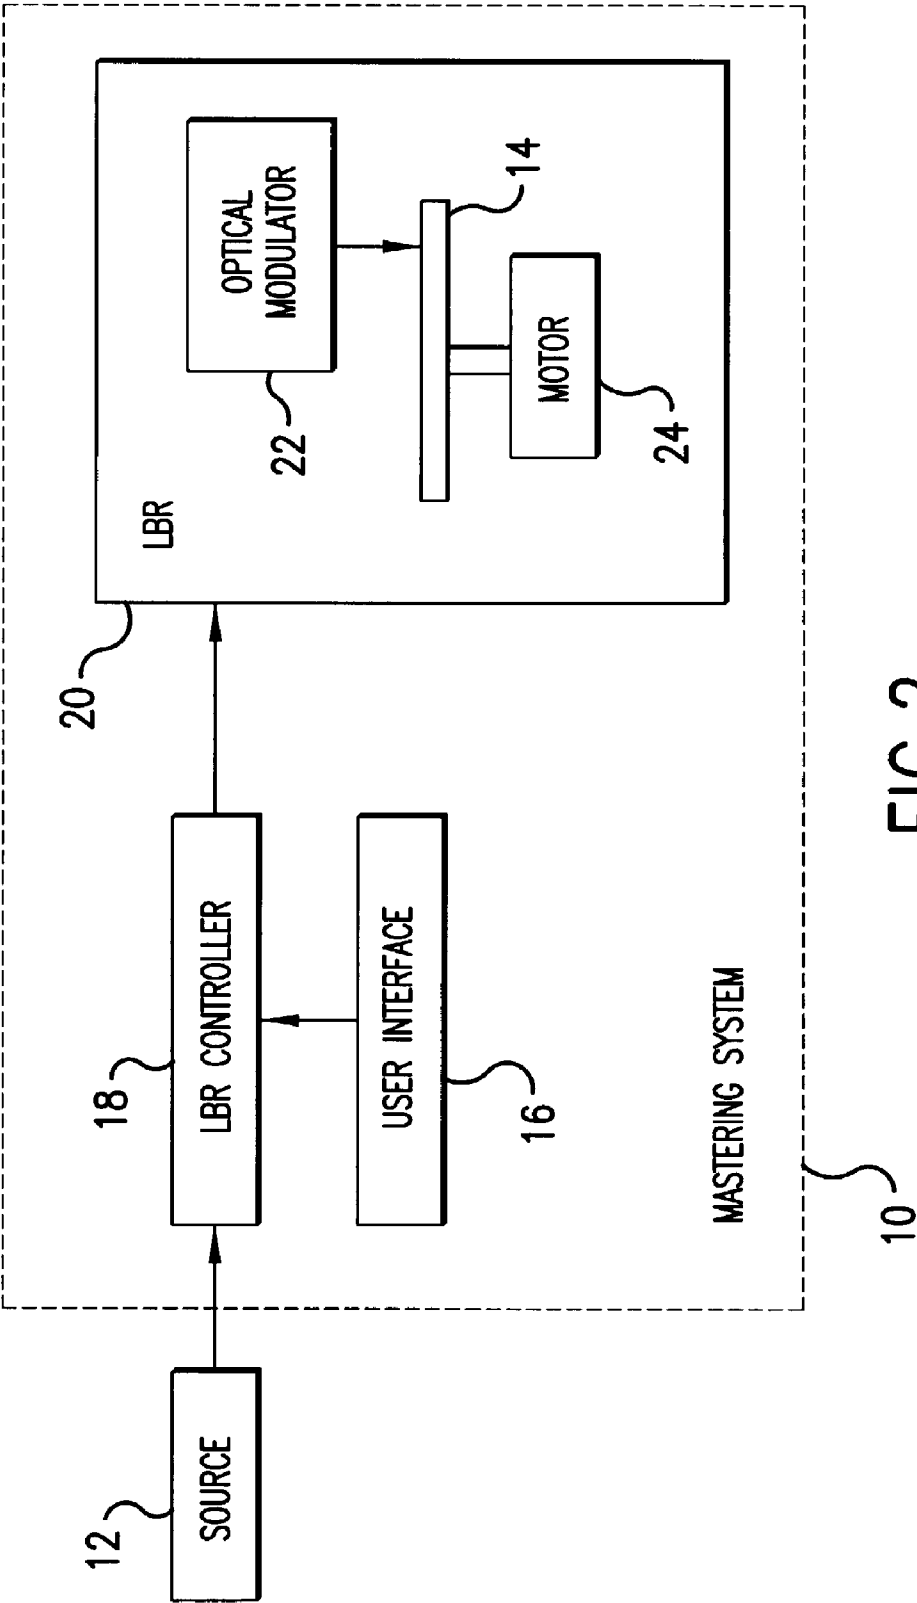 12
SOURCE
18
LBR CONTROLLER
USER INTERFACE
16
MASTERING SYSTEM
10
20
LBR
22
OPTICAL
MODULATOR
14
MOTOR
24